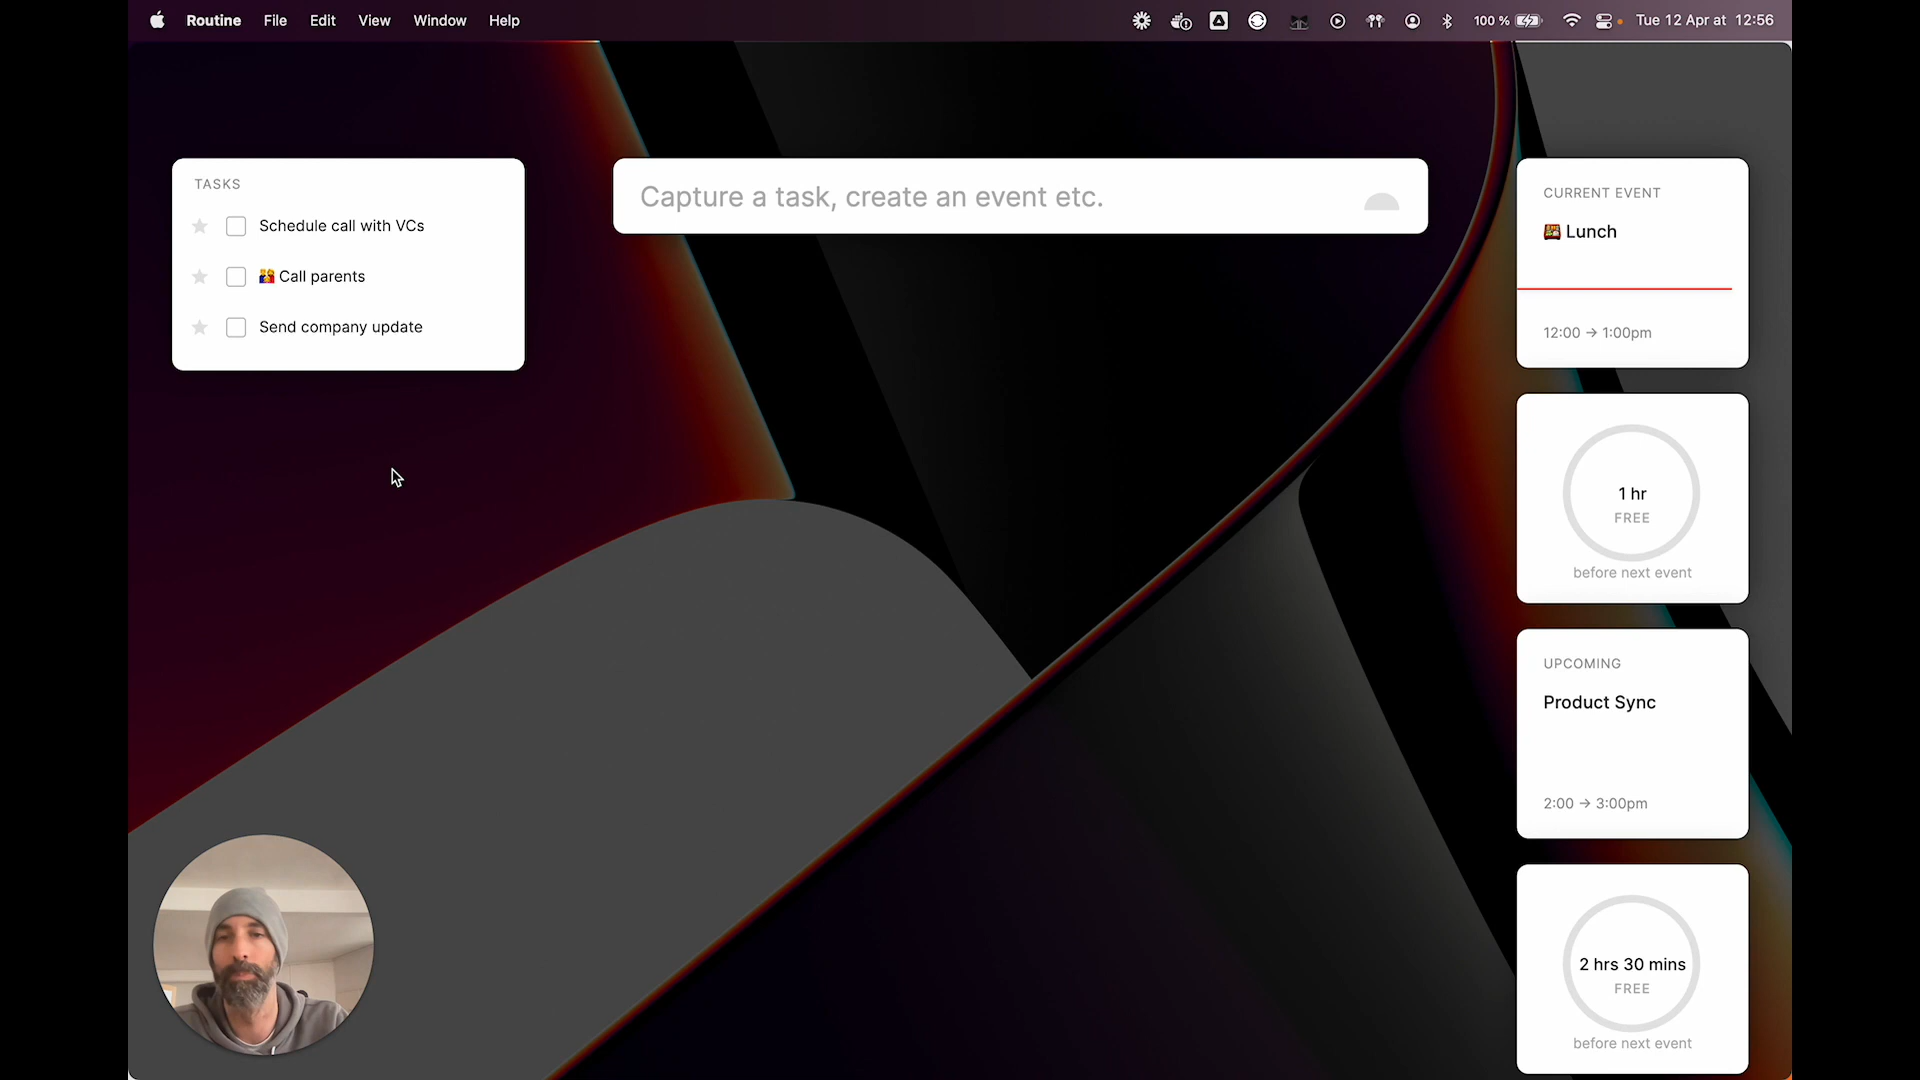 Routine File Edit View Window Help
100 % Tue 12 Apr at 12:56
TASKS
Schedule call with VCs
Call parents
Send company update
Capture a task, create an event etc.
CURRENT EVENT
🍱 Lunch
12:00 → 1:00pm
1 hr
FREE
before next event
UPCOMING
Product Sync
2:00 → 3:00pm
2 hrs 30 mins
FREE
before next event